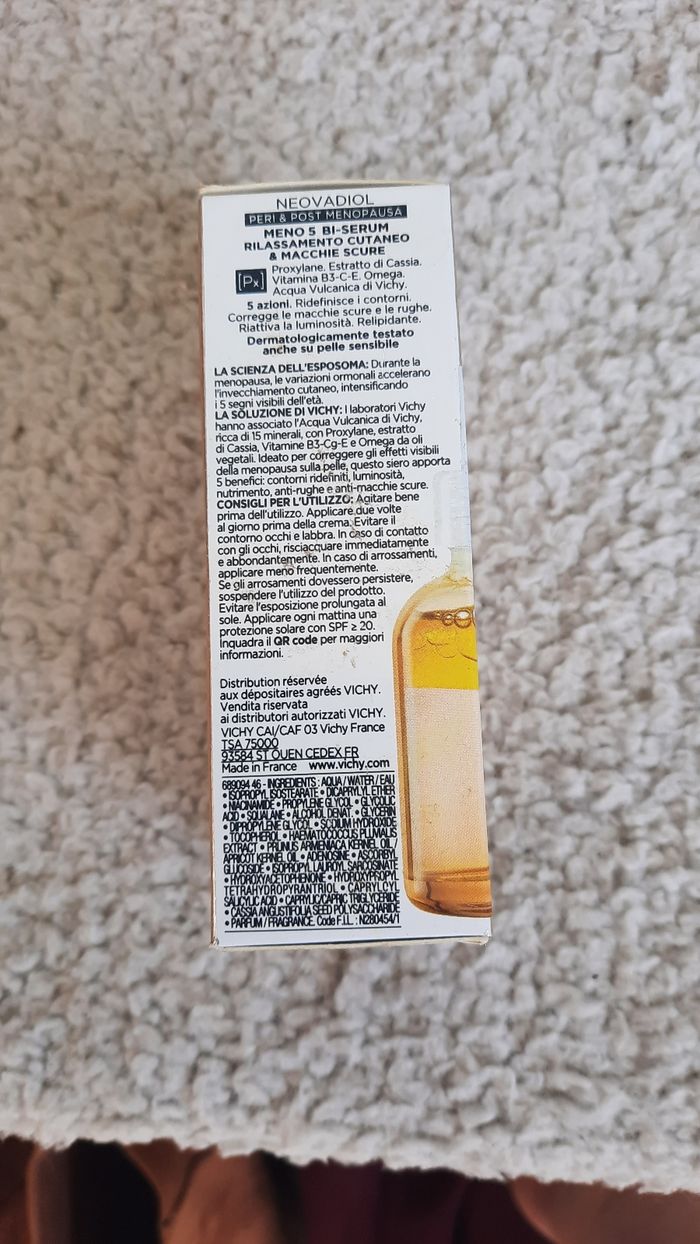 NEOVADIOL
PERI & POST MENOPAUSA
MENO 5 BI-SERUM
RILASSAMENTO CUTANEO
& MACCHIE SCURE
[Px]
Proxylane. Estratto di Cassia.
Vitamina B3-C-E. Omega.
Acqua Vulcanica di Vichy.
5 azioni. Ridefinisce i contorni.
Corregge le macchie scure e le rughe.
Riattiva la luminosità. Relipidante.
Dermatologicamente testato
anche su pelle sensibile
LA SCIENZA DELL'ESPOSOMA: Durante la
menopausa, le variazioni ormonali accelerano
l'invecchiamento cutaneo, intensificando
i 5 segni visibili dell'età.
LA SOLUZIONE DI VICHY: I laboratori Vichy
hanno associato l'Acqua Vulcanica di Vichy,
ricca di 15 minerali, con Proxylane, estratto
di Cassia, Vitamine B3-Cg-E e Omega da oli
vegetali. Ideato per correggere gli effetti visibili
della menopausa sulla pelle, questo siero apporta
5 benefici: contorni ridefiniti, luminosità,
nutrimento, anti-rughe e anti-macchie scure.
CONSIGLI PER L'UTILIZZO: Agitare bene
prima dell'utilizzo. Applicare due volte
al giorno prima della crema. Evitare il
contorno occhi e labbra. In caso di contatto
con gli occhi, risciacquare immediatamente
e abbondantemente. In caso di arrossamenti,
applicare meno frequentemente.
Se gli arrosamenti dovessero persistere,
sospendere l'utilizzo del prodotto.
Evitare l'esposizione prolungata al
sole. Applicare ogni mattina una
protezione solare con SPF ≥ 20.
Inquadra il QR code per maggiori
informazioni.
Distribution réservée
aux dépositaires agréés VICHY.
Vendita riservata
ai distributori autorizzati VICHY.
VICHY CAI/CAF 03 Vichy France
TSA 75000
93584 ST OUEN CEDEX FR
Made in France www.vichy.com
689094 46 - INGREDIENTS : AQUA / WATER / EAU
• ISOPROPYL ISOSTEARATE • DICAPRYLYL ETHER
• NIACINAMIDE • PROPYLENE GLYCOL • GLYCOLIC
ACID • SQUALANE • ALCOHOL DENAT. • GLYCERIN
• DIPROPYLENE GLYCOL • SODIUM HYDROXIDE
• TOCOPHEROL • HAEMATOCOCCUS PLUVIALIS
EXTRACT • PRUNUS ARMENIACA KERNEL OIL /
APRICOT KERNEL OIL • ADENOSINE • ASCORBYL
GLUCOSIDE • ISOPROPYL LAUROYL SARCOSINATE
• HYDROXYACETOPHENONE • HYDROXYPROPYL
TETRAHYDROPYRANTRIOL • CAPRYLOYL
SALICYLIC ACID • CAPRYLIC/CAPRIC TRIGLYCERIDE
• CASSIA ANGUSTIFOLIA SEED POLYSACCHARIDE
• PARFUM / FRAGRANCE. Code F.I.L. : N280454/1